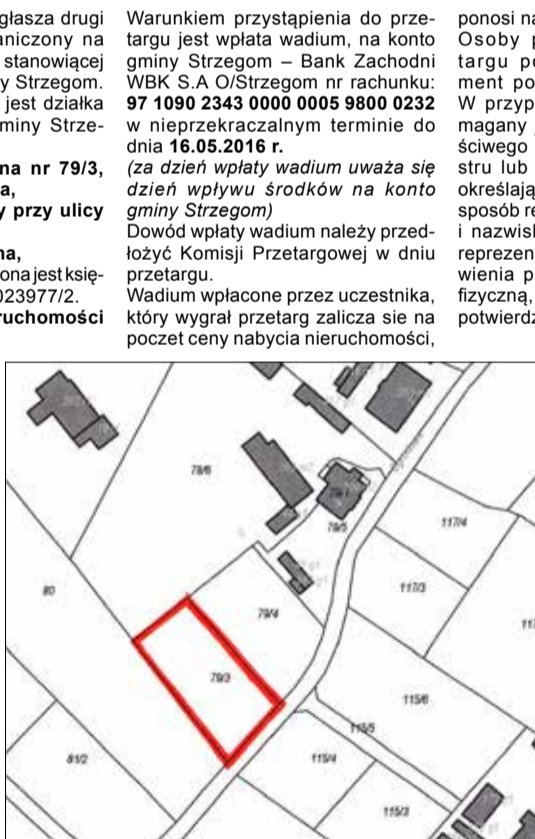 głasza drugi
aniczony na
stanowiącej
y Strzegom.
jest działka
miny Strze-
na nr 79/3,
a,
y przy ulicy
na,
ona jest księ-
023977/2.
ruchomości
Warunkiem przystąpienia do prze-
targu jest wpłata wadium, na konto
gminy Strzegom – Bank Zachodni
WBK S.A O/Strzegom nr rachunku:
97 1090 2343 0000 0005 9800 0232
w nieprzekraczalnym terminie do
dnia 16.05.2016 r.
(za dzień wpłaty wadium uważa się
dzień wpływu środków na konto
gminy Strzegom)
Dowód wpłaty wadium należy przed-
łożyć Komisji Przetargowej w dniu
przetargu.
Wadium wpłacone przez uczestnika,
który wygrał przetarg zalicza sie na
poczet ceny nabycia nieruchomości,
ponosi na
Osoby p
targu po
ment po
W przyp
magany j
ściwego
stru lub
określają
sposób re
i nazwisk
reprezen
wienia p
fizyczną,
potwierdz
78/6
79/5
117/4
80
79/4
117/3
117
79/3
115/6
115/5
81/2
115/4
115/3